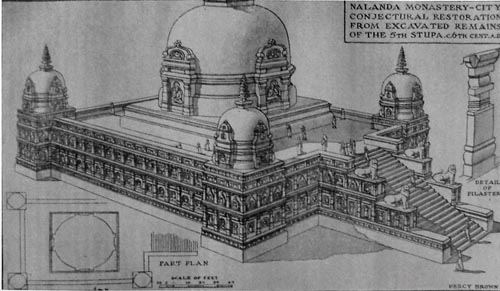 NALANDA MONASTERY-CITY
CONJECTURAL RESTORATION
FROM EXCAVATED REMAINS
OF THE 5TH STUPA. C.6TH CENT. A.D.
DETAIL
OF
PILASTER
PART PLAN
SCALE OF FEET
PERCY BROWN